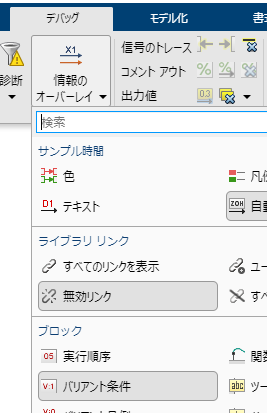 デバッグ
モデル化
X1
信号のトレース
診断
情報の
オーバーレイ
コメント アウト
出力値
0.3
検索
サンプル時間
色
D1
テキスト
ZOH
ライブラリ リンク
すべてのリンクを表示
無効リンク
ブロック
05
実行順序
V:1
バリアント条件
abc